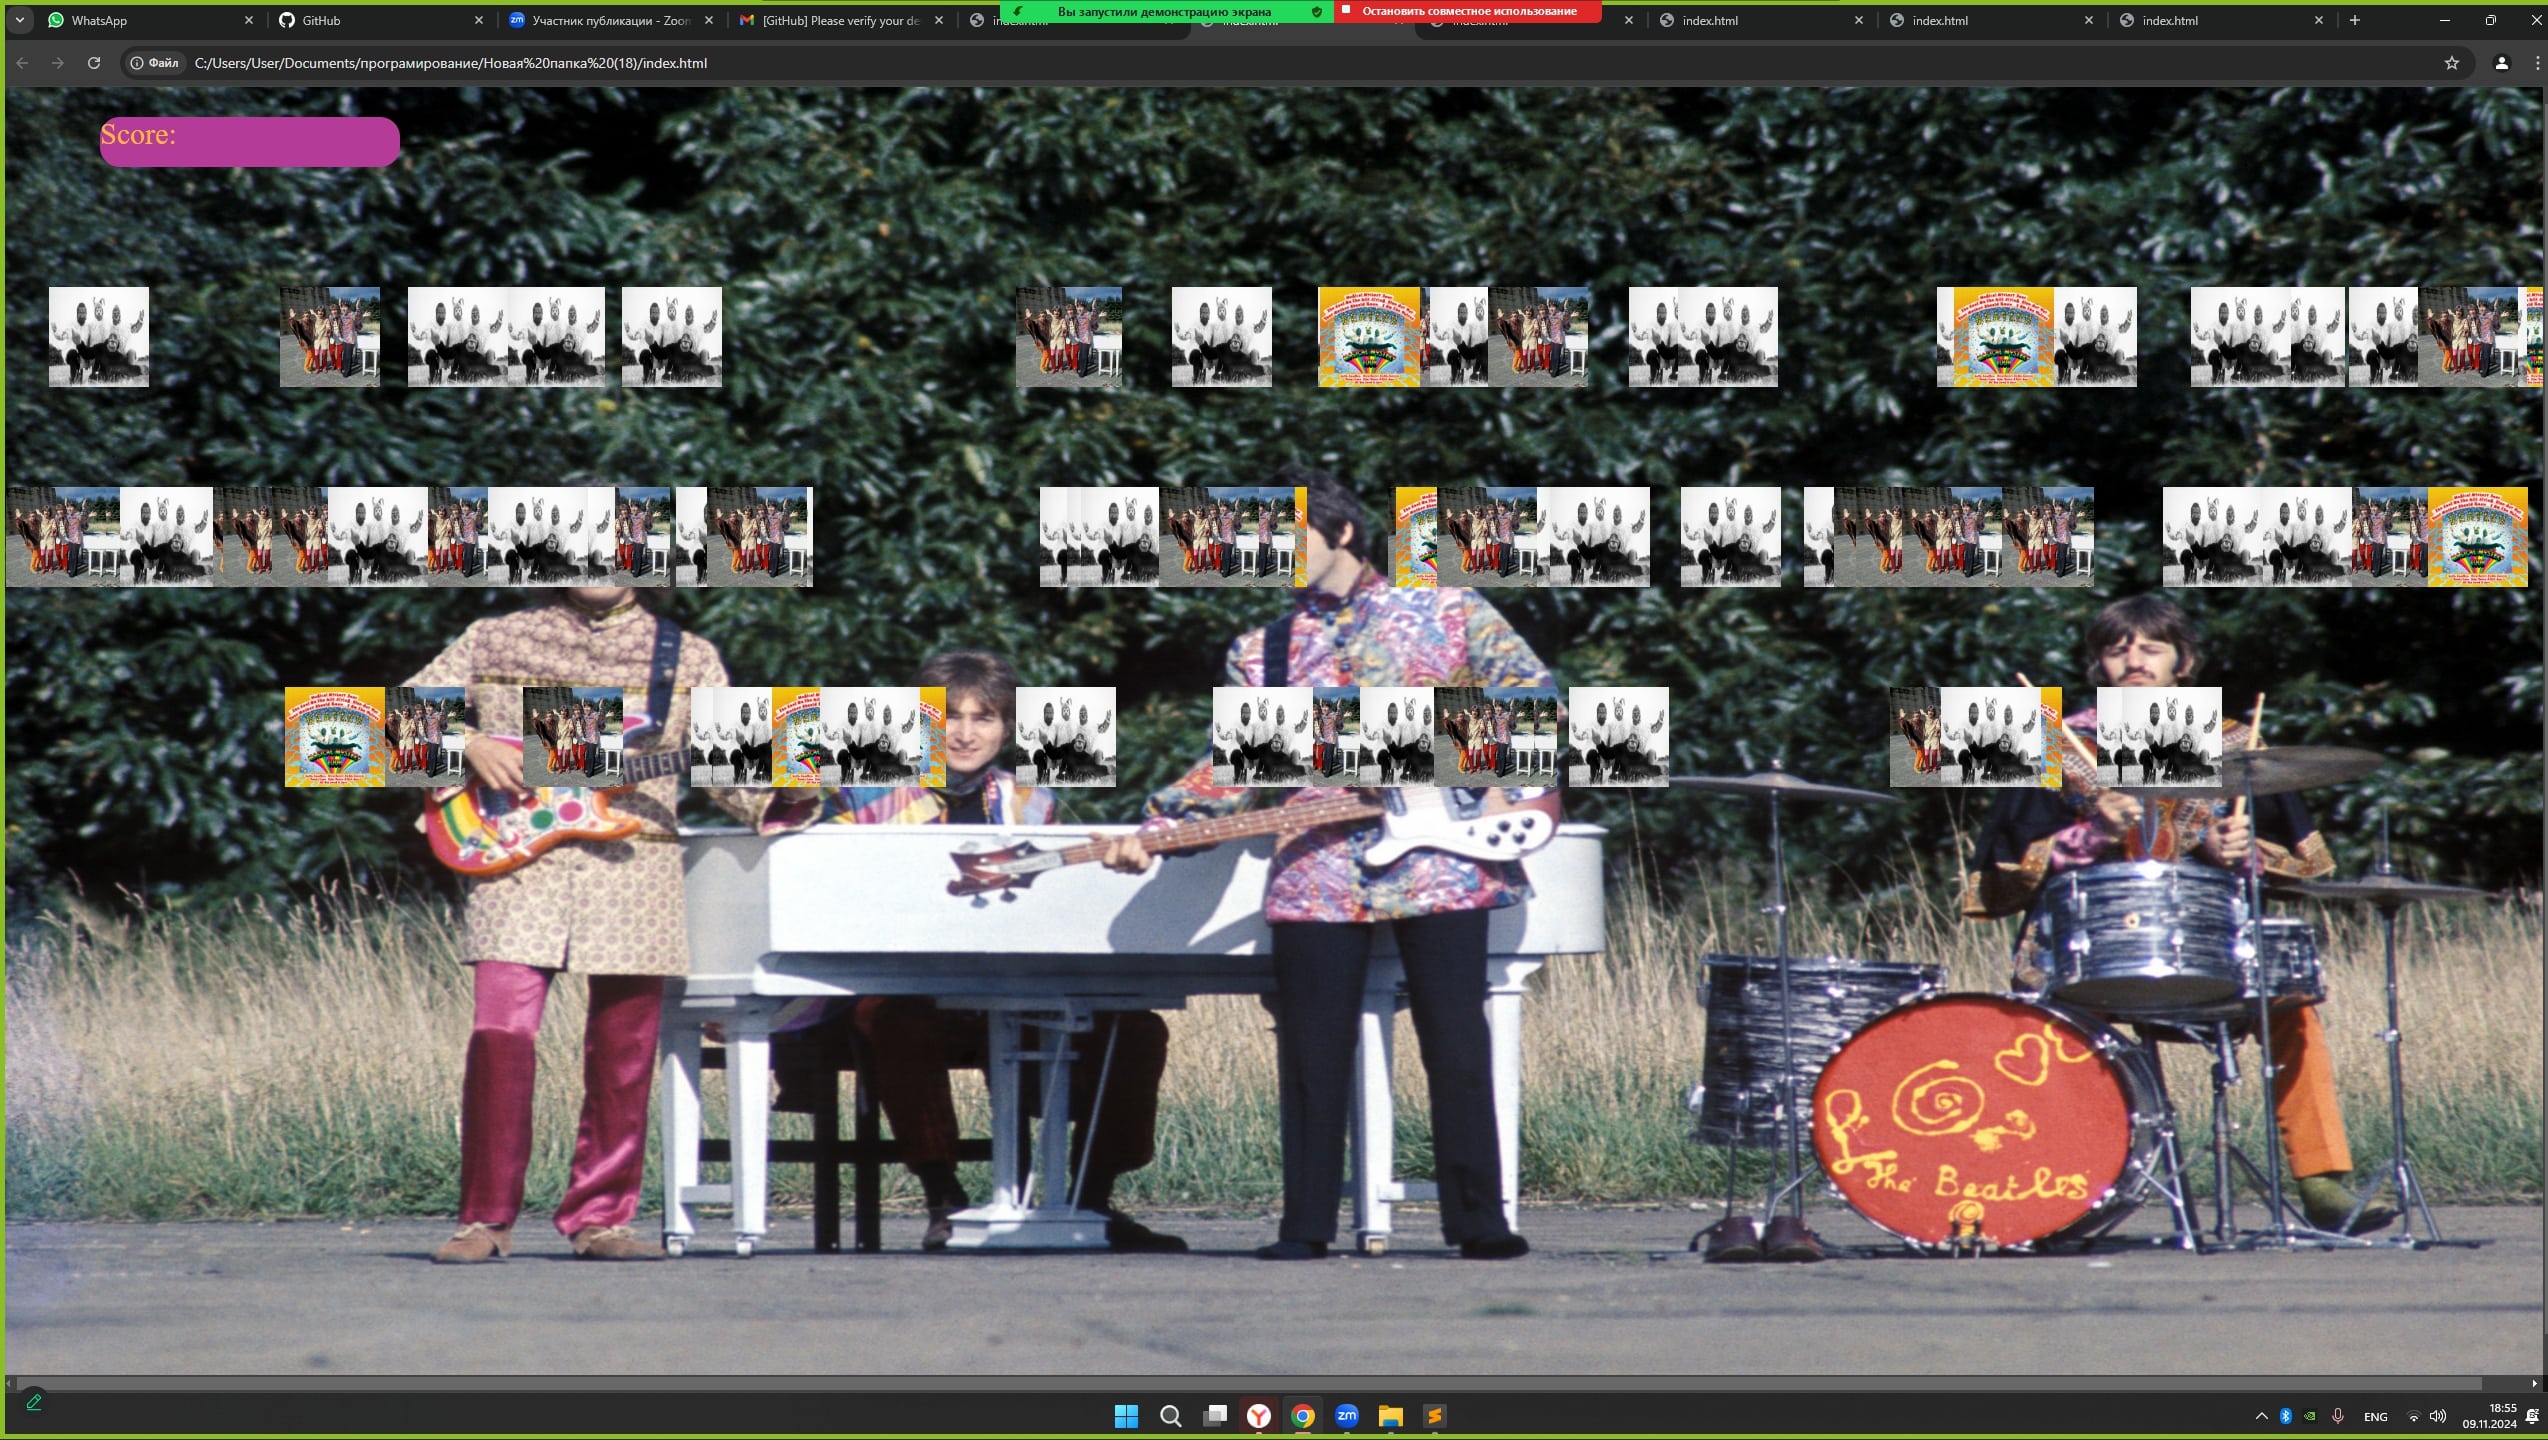 WhatsApp
GitHub
Участник публикации - Zoom
[GitHub] Please verify your de
Вы запустили демонстрацию экрана
Остановить совместное использование
index.html
index.html
index.html
Файл
C:/Users/User/Documents/програмирование/Новая%20папка%20(18)/index.html
Score:
The Beatles
zm
ENG
18:55
09.11.2024